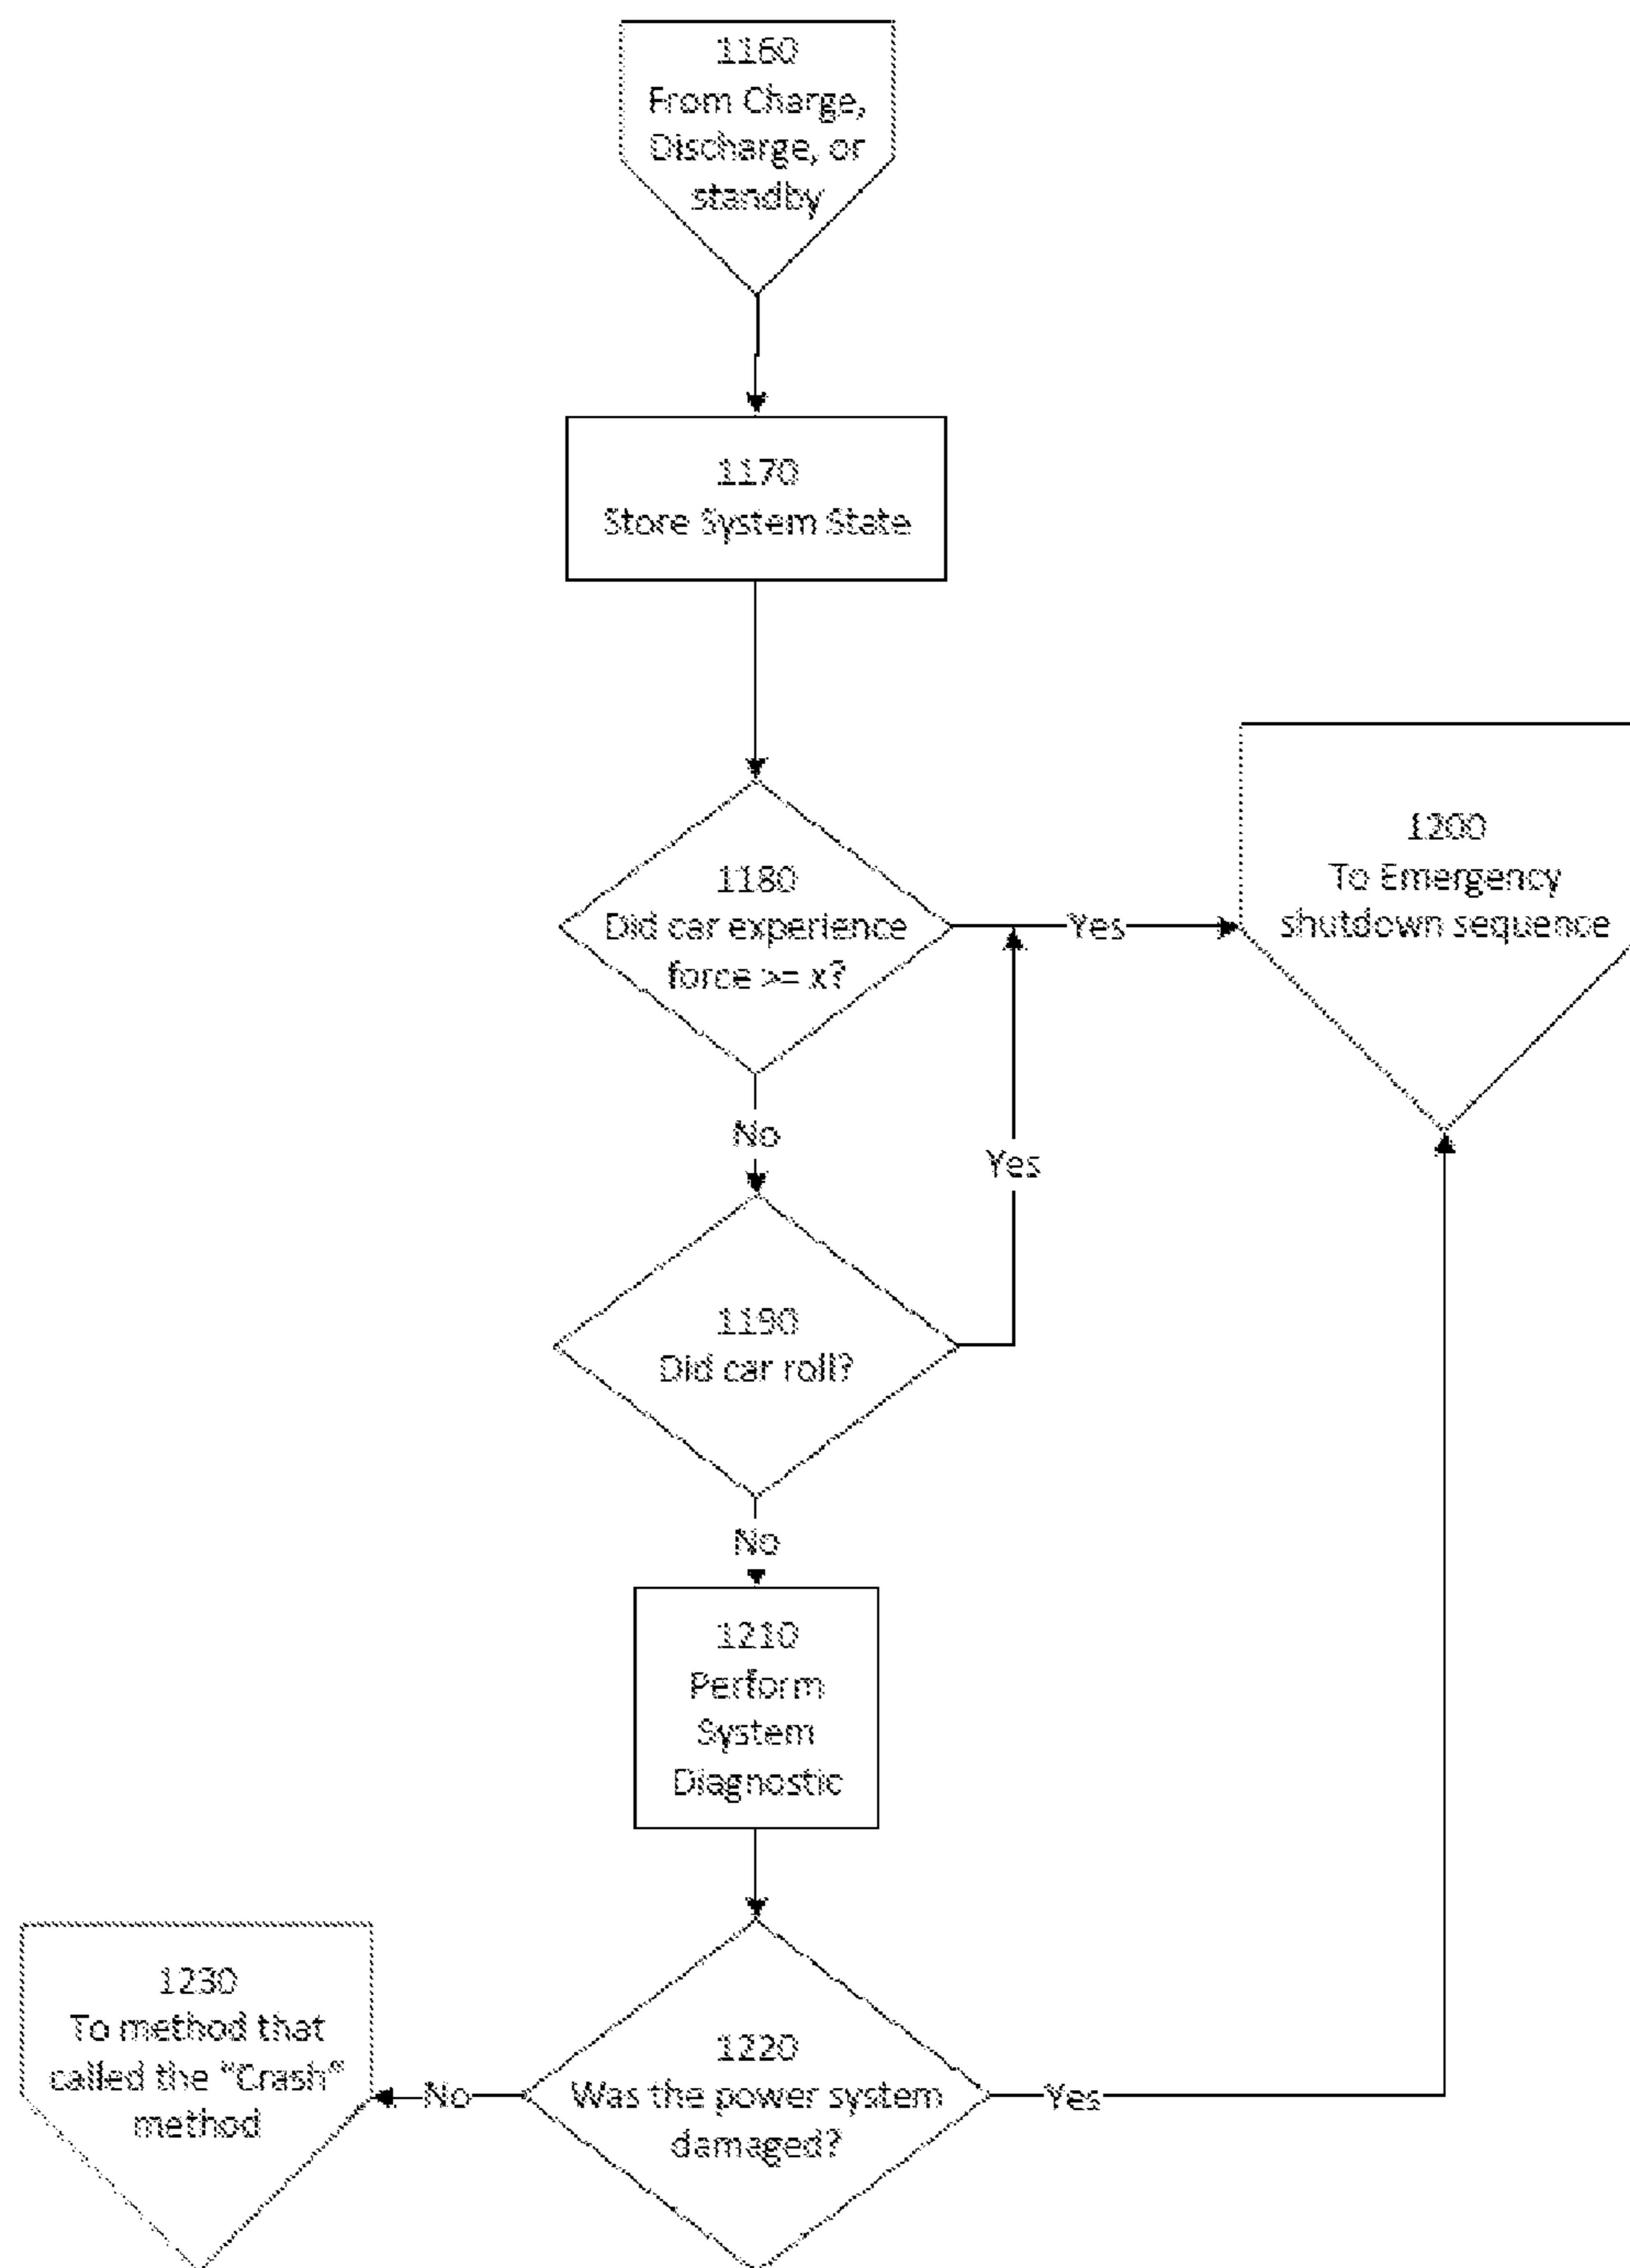 1160
From Charge,
Discharge, or
standby
1170
Store System State
1180
Did car experience
force >= x?
Yes
1200
To Emergency
shutdown sequence
No
Yes
1190
Did car roll?
No
1210
Perform
System
Diagnostic
1220
Was the power system
damaged?
Yes
No
1230
To method that
called the "Crash"
method